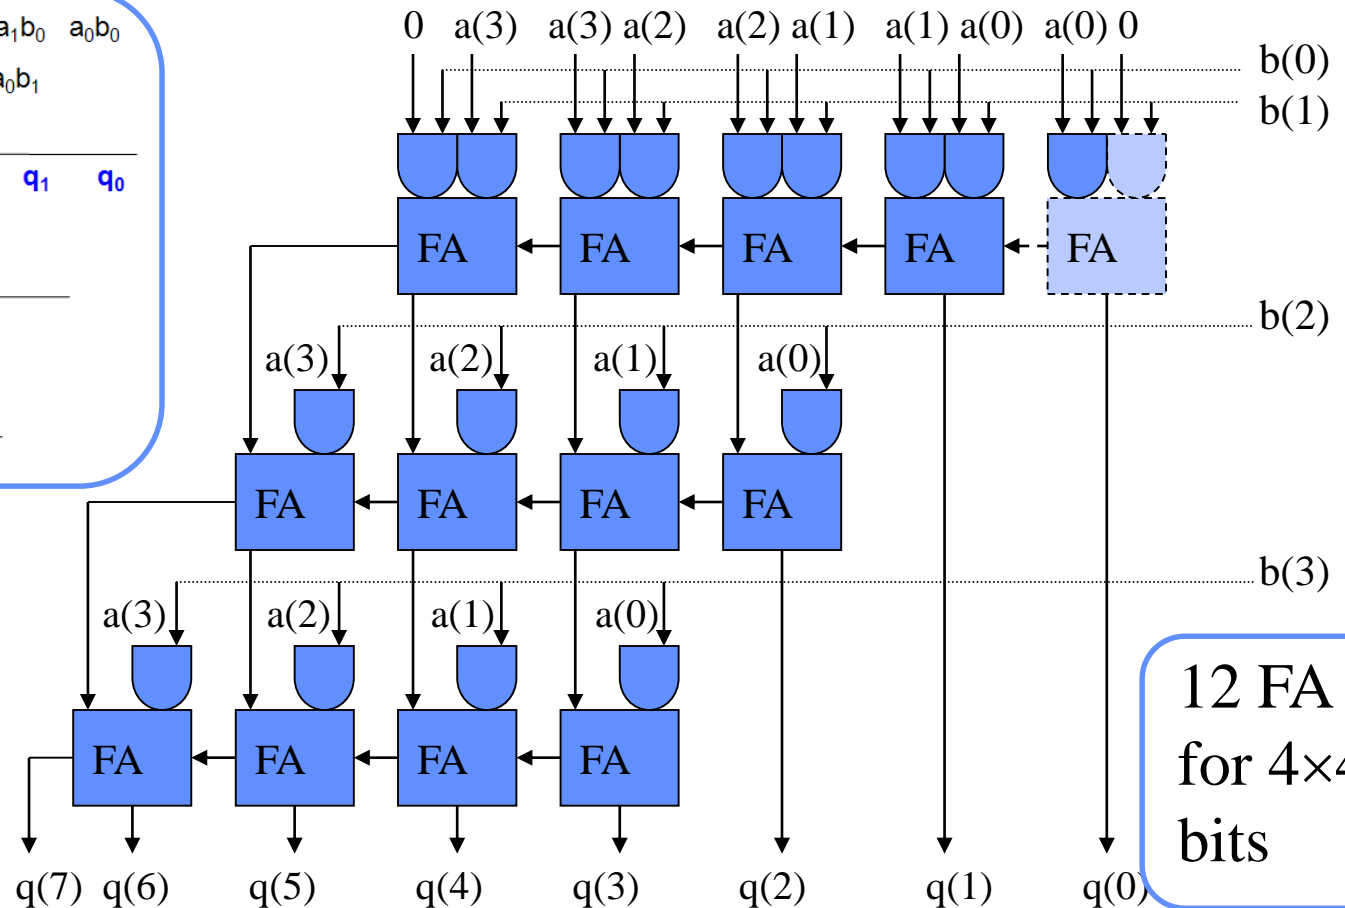 a₁b₀ a₀b₀
a₀b₁
q₁ q₀
0 a(3) a(3) a(2) a(2) a(1) a(1) a(0) a(0) 0
b(0)
b(1)
FA FA FA FA FA
b(2)
a(3) a(2) a(1) a(0)
FA FA FA FA
b(3)
a(3) a(2) a(1) a(0)
FA FA FA FA
q(7) q(6) q(5) q(4) q(3) q(2) q(1) q(0)
12 FA
for 4×4
bits